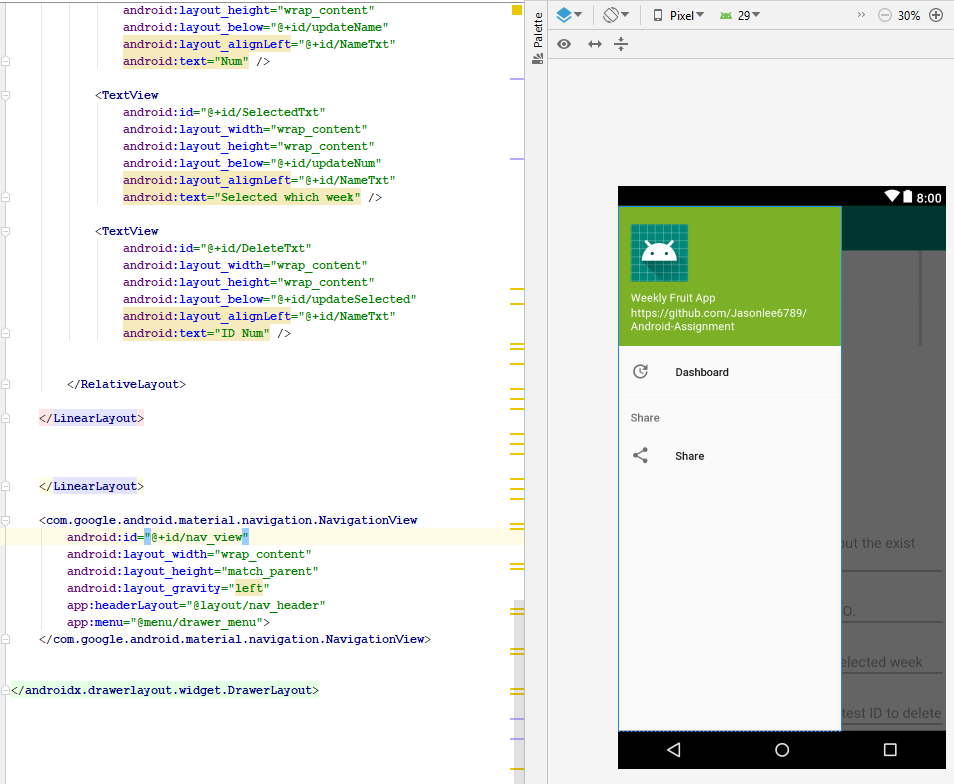 android:layout_height="wrap_content"
android:layout_below="@+id/updateName"
android:layout_alignLeft="@+id/NameTxt"
android:text="Num" />
<TextView
android:id="@+id/SelectedTxt"
android:layout_width="wrap_content"
android:layout_height="wrap_content"
android:layout_below="@+id/updateNum"
android:layout_alignLeft="@+id/NameTxt"
android:text="Selected which week" />
<TextView
android:id="@+id/DeleteTxt"
android:layout_width="wrap_content"
android:layout_height="wrap_content"
android:layout_below="@+id/updateSelected"
android:layout_alignLeft="@+id/NameTxt"
android:text="ID Num" />
</RelativeLayout>
</LinearLayout>
</LinearLayout>
<com.google.android.material.navigation.NavigationView
android:id="@+id/nav_view"
android:layout_width="wrap_content"
android:layout_height="match_parent"
android:layout_gravity="left"
app:headerLayout="@layout/nav_header"
app:menu="@menu/drawer_menu">
</com.google.android.material.navigation.NavigationView>
</androidx.drawerlayout.widget.DrawerLayout>
Palette
Pixel
29
30%
8:00
Weekly Fruit App
https://github.com/Jasonlee6789/
Android-Assignment
Dashboard
Share
Share
the exist
O.
week
test ID to delete